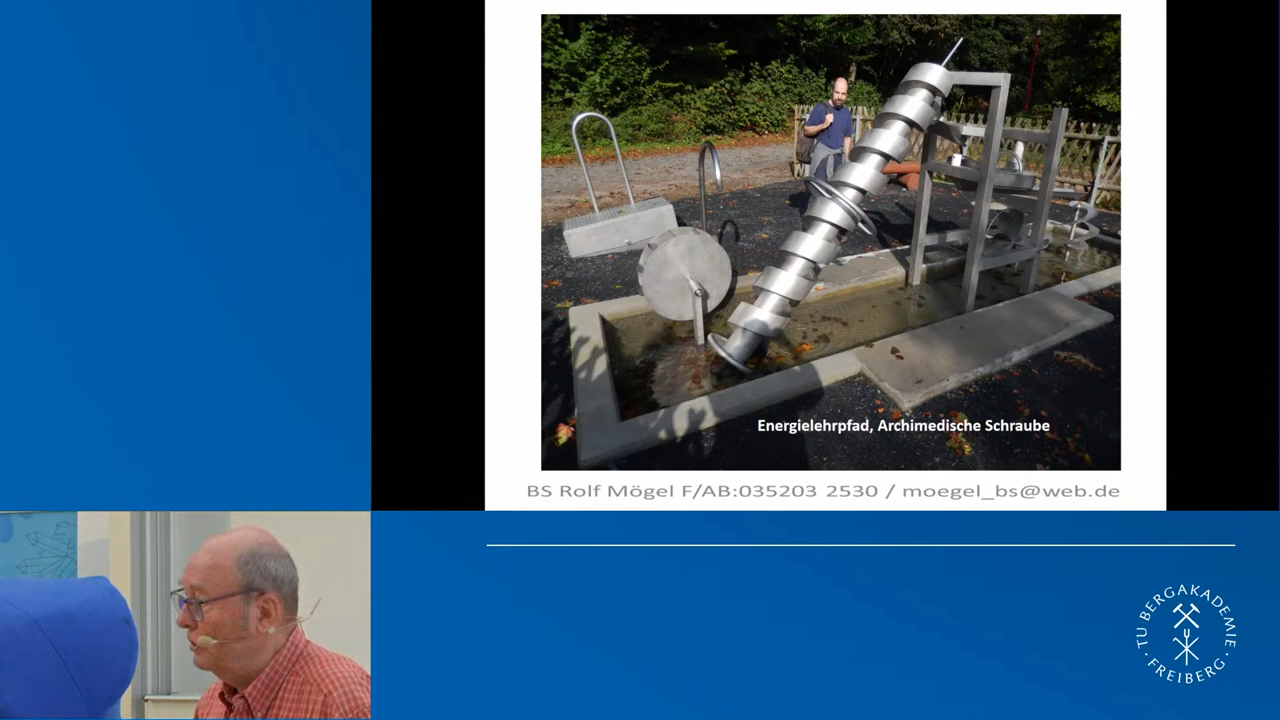 Energielehrpfad, Archimedische Schraube
BS Rolf Mögel F/AB:035203 2530 / moegel_bs@web.de
TU BERGAKADEMIE
· FREIBERG ·